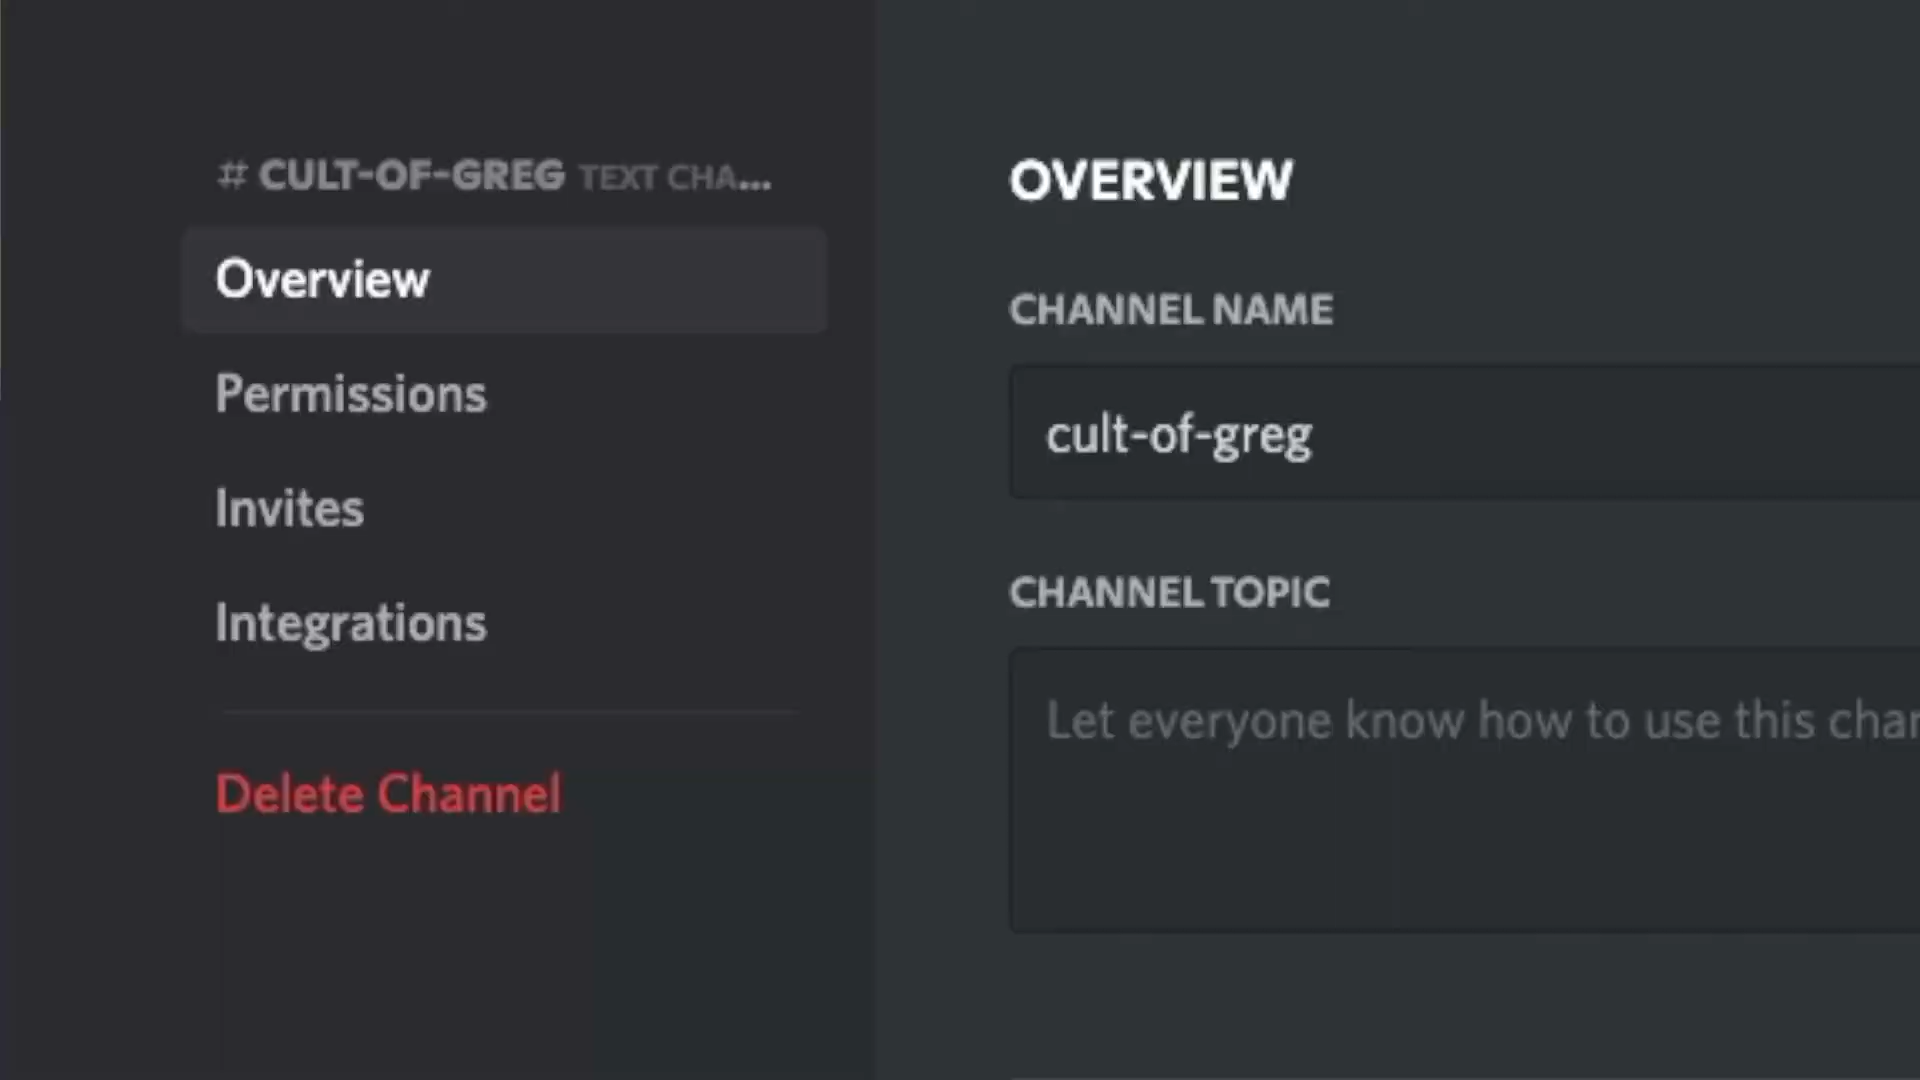 # CULT-OF-GREG TEXT CHA...
Overview
Permissions
Invites
Integrations
Delete Channel
OVERVIEW
CHANNEL NAME
cult-of-greg
CHANNEL TOPIC
Let everyone know how to use this chan